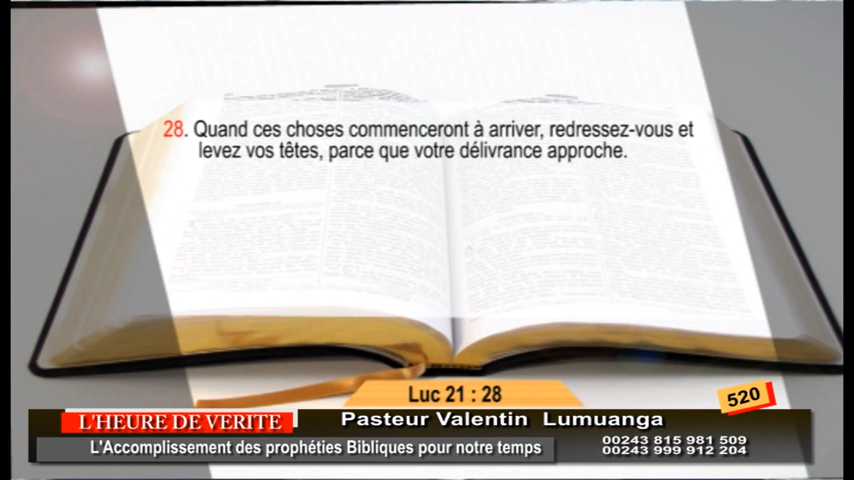 28. Quand ces choses commenceront à arriver, redressez-vous et
levez vos têtes, parce que votre délivrance approche.
Luc 21 : 28
520
L'HEURE DE VERITE
Pasteur Valentin Lumuanga
L'Accomplissement des prophéties Bibliques pour notre temps
00243 815 981 509
00243 999 912 204